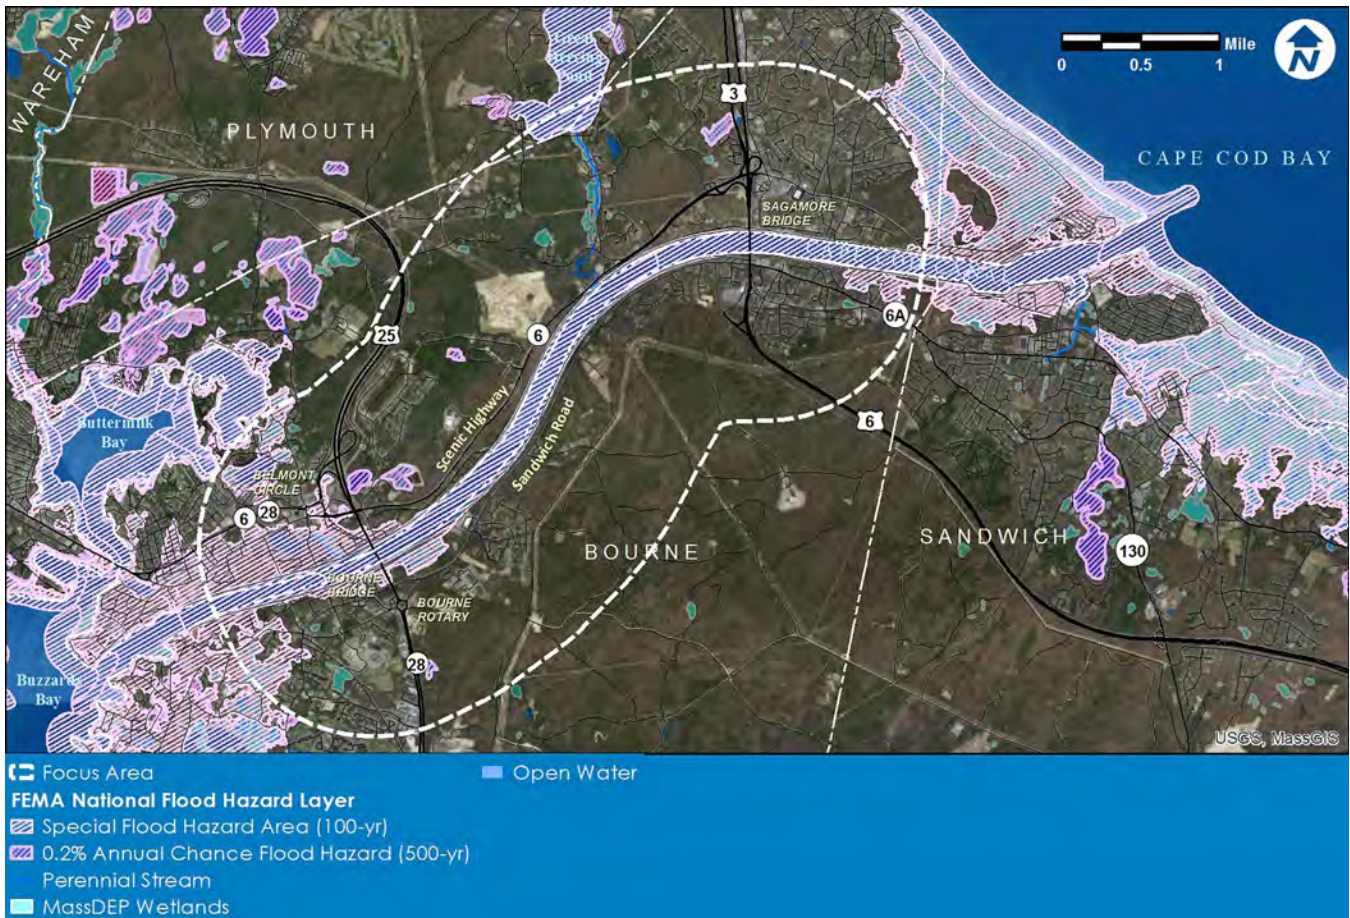 WAREHAM
PLYMOUTH
3
Mile
0 0.5 1
N
CAPE COD BAY
SAGAMORE
BRIDGE
6A
25
6
Scenic Highway
Sandwich Road
6
Buttermilk
Bay
BELMONT
CIRCLE
6 28
BOURNE
SANDWICH
130
BOURNE
BRIDGE
BOURNE
ROTARY
28
Buzzards
Bay
USGS, MassGIS
Focus Area
Open Water
FEMA National Flood Hazard Layer
Special Flood Hazard Area (100-yr)
0.2% Annual Chance Flood Hazard (500-yr)
Perennial Stream
MassDEP Wetlands